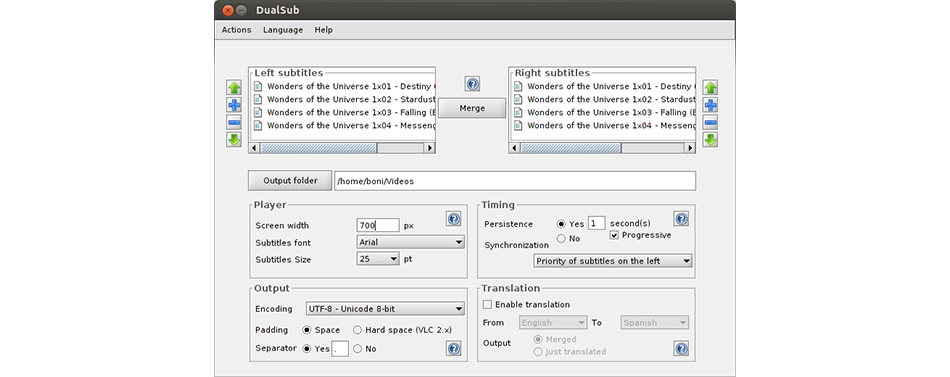 DualSub
Actions Language Help
Left subtitles
Wonders of the Universe 1x01 - Destiny
Wonders of the Universe 1x02 - Stardust
Wonders of the Universe 1x03 - Falling (E
Wonders of the Universe 1x04 - Messeng
Merge
Right subtitles
Wonders of the Universe 1x01 - Destiny
Wonders of the Universe 1x02 - Stardus
Wonders of the Universe 1x03 - Falling (
Wonders of the Universe 1x04 - Messeng
Output folder /home/boni/Videos
Player
Screen width 700 px
Subtitles font Arial
Subtitles Size 25 pt
Timing
Persistence Yes 1 second(s)
No Progressive
Synchronization
Priority of subtitles on the left
Output
Encoding UTF-8 - Unicode 8-bit
Padding Space Hard space (VLC 2.x)
Separator Yes . No
Translation
Enable translation
From English To Spanish
Output Merged
Just translated